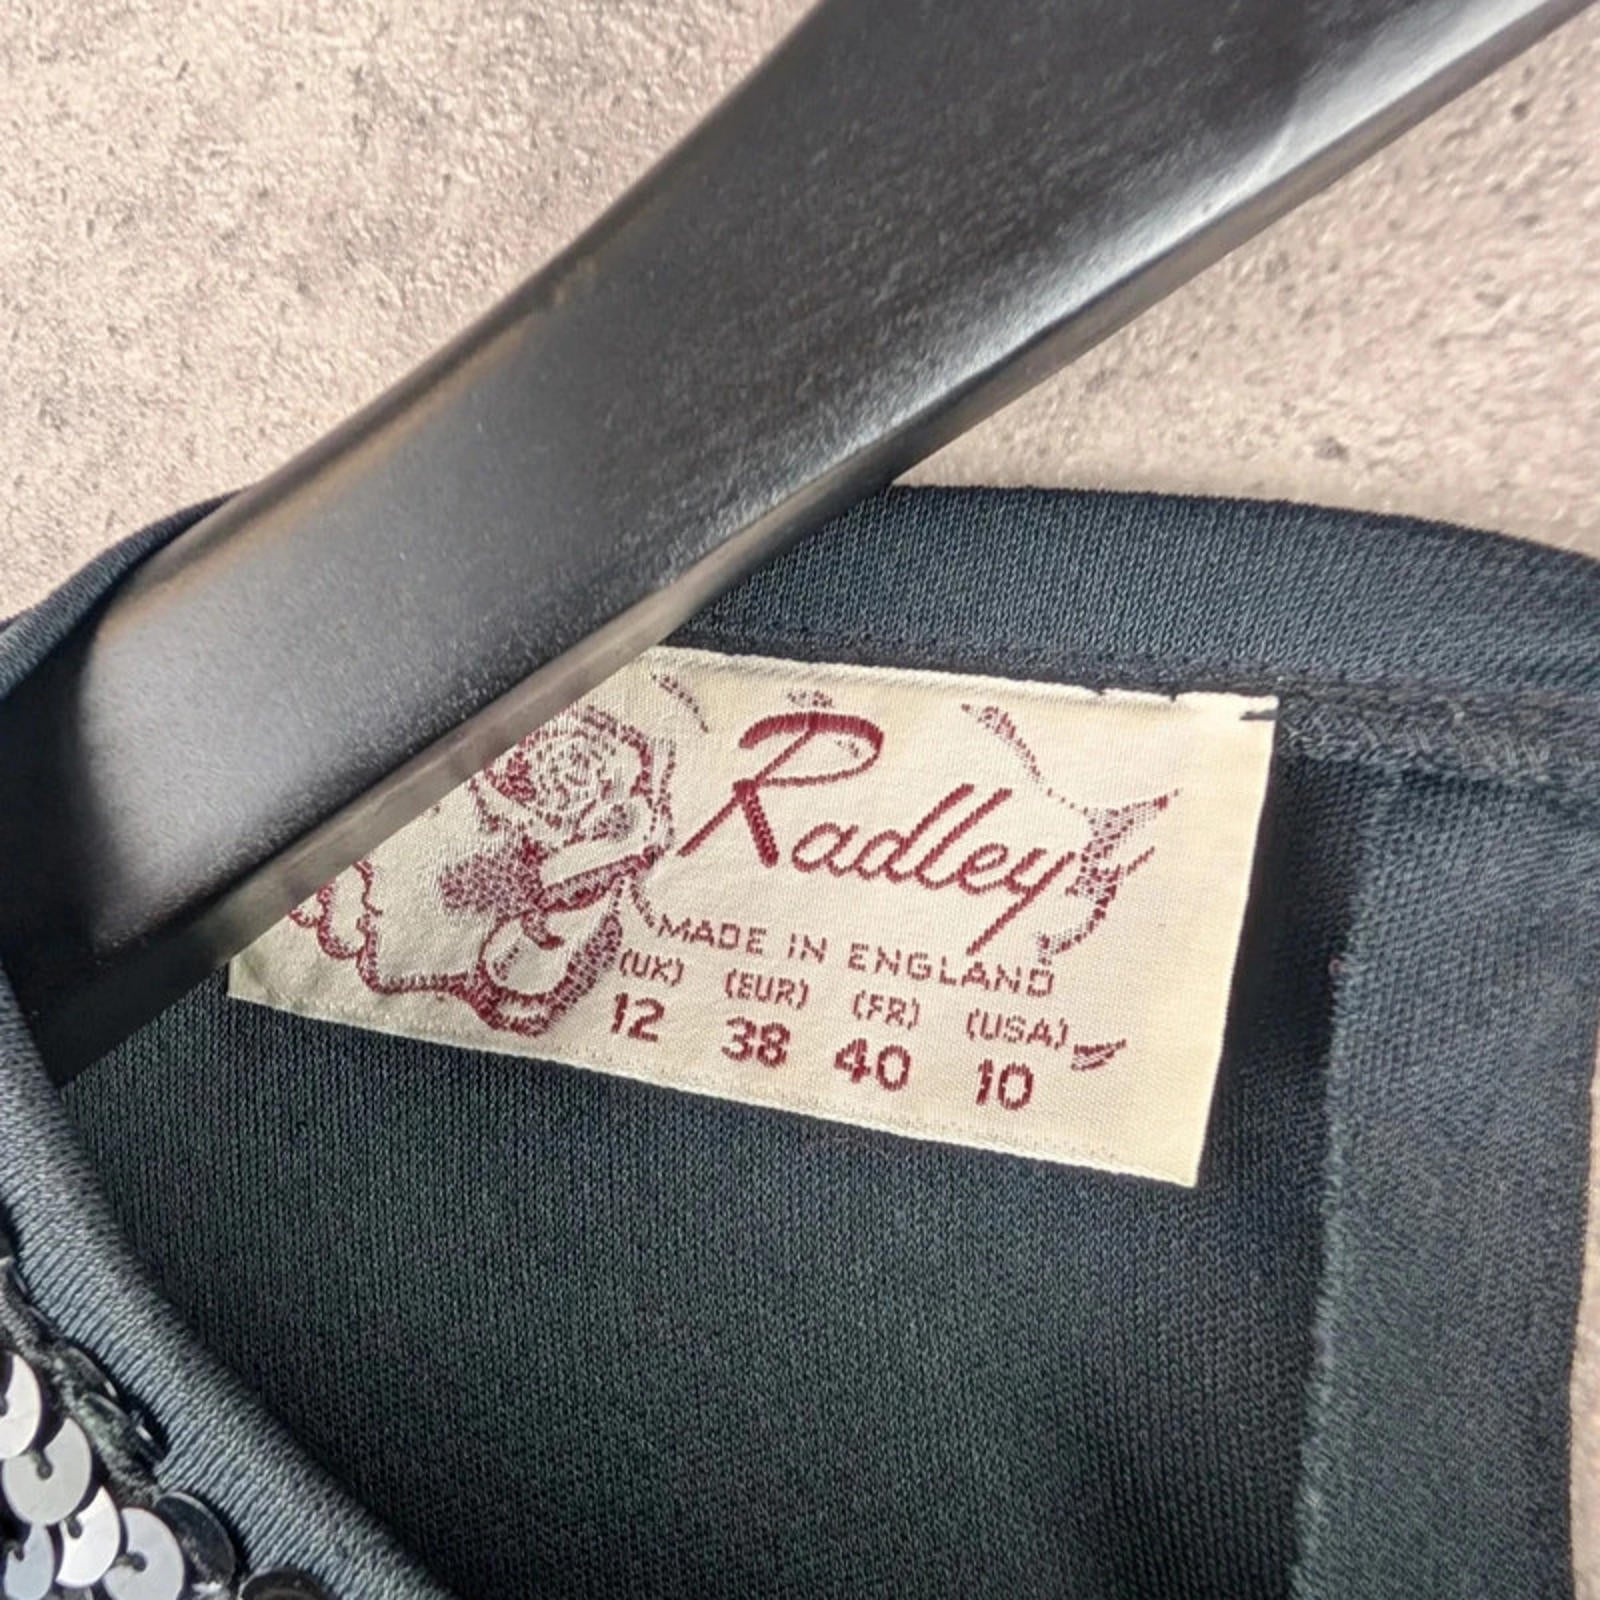 Radley
MADE IN ENGLAND
(UK) (EUR) (FR) (USA)
12 38 40 10